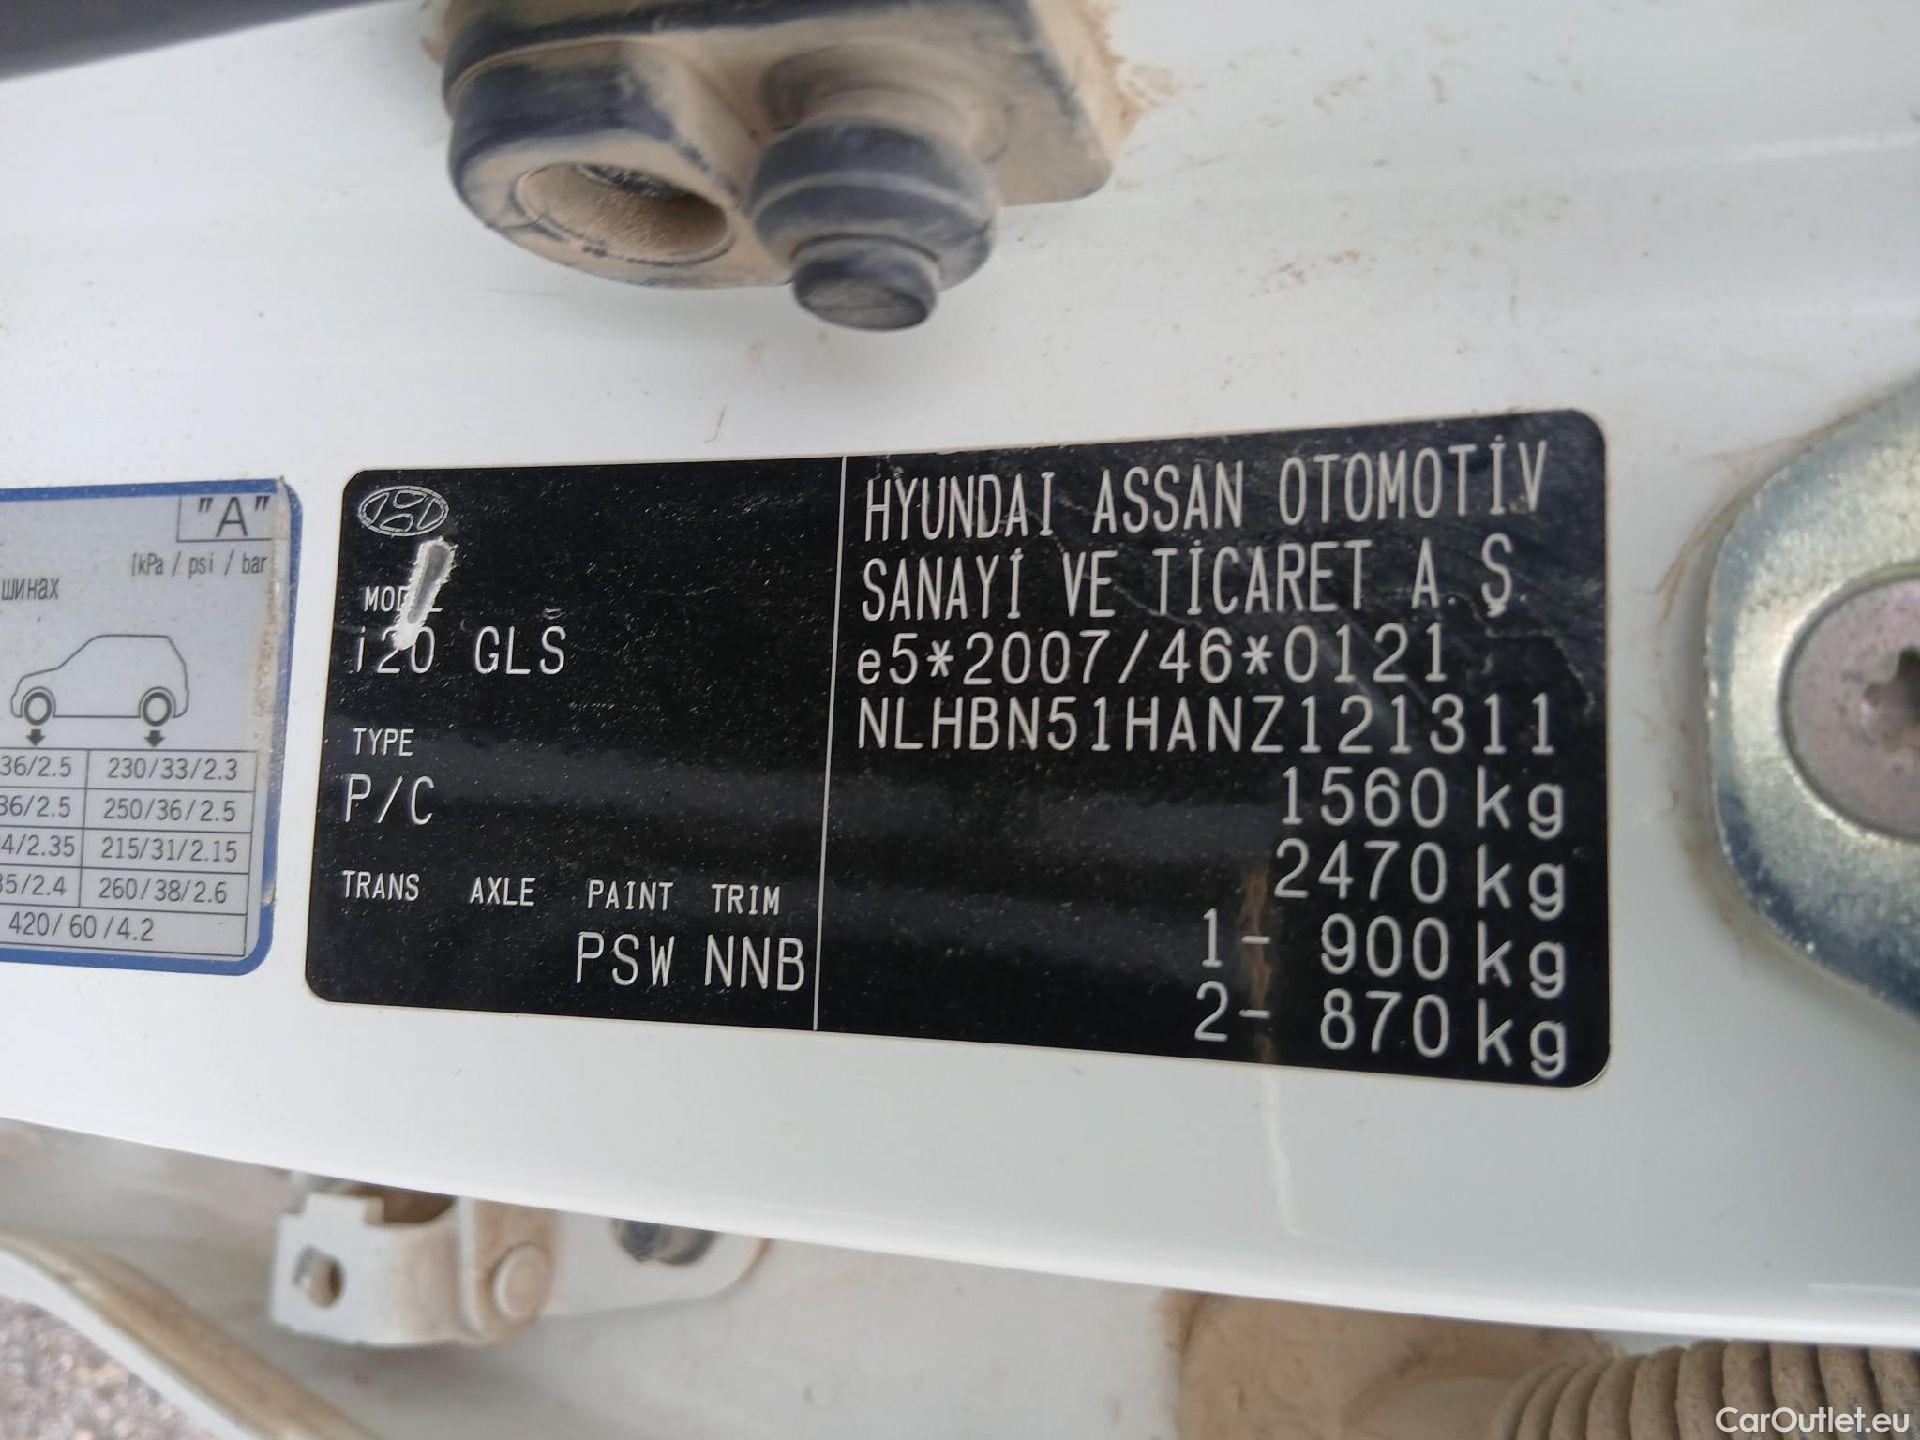 "A"
[kPa / psi / bar
шинах
36/2.5 230/33/2.3
36/2.5 250/36/2.5
4/2.35 215/31/2.15
35/2.4 260/38/2.6
420/60/4.2
i20 GLS
TYPE
P/C
TRANS AXLE PAINT TRIM
PSW NNB
HYUNDAI ASSAN OTOMOTİV
SANAYİ VE TİCARET A.Ş.
e5*2007/46*0121
NLHBN51HANZ121311
1560 kg
2470 kg
1- 900 kg
2- 870 kg
CarOutlet.eu